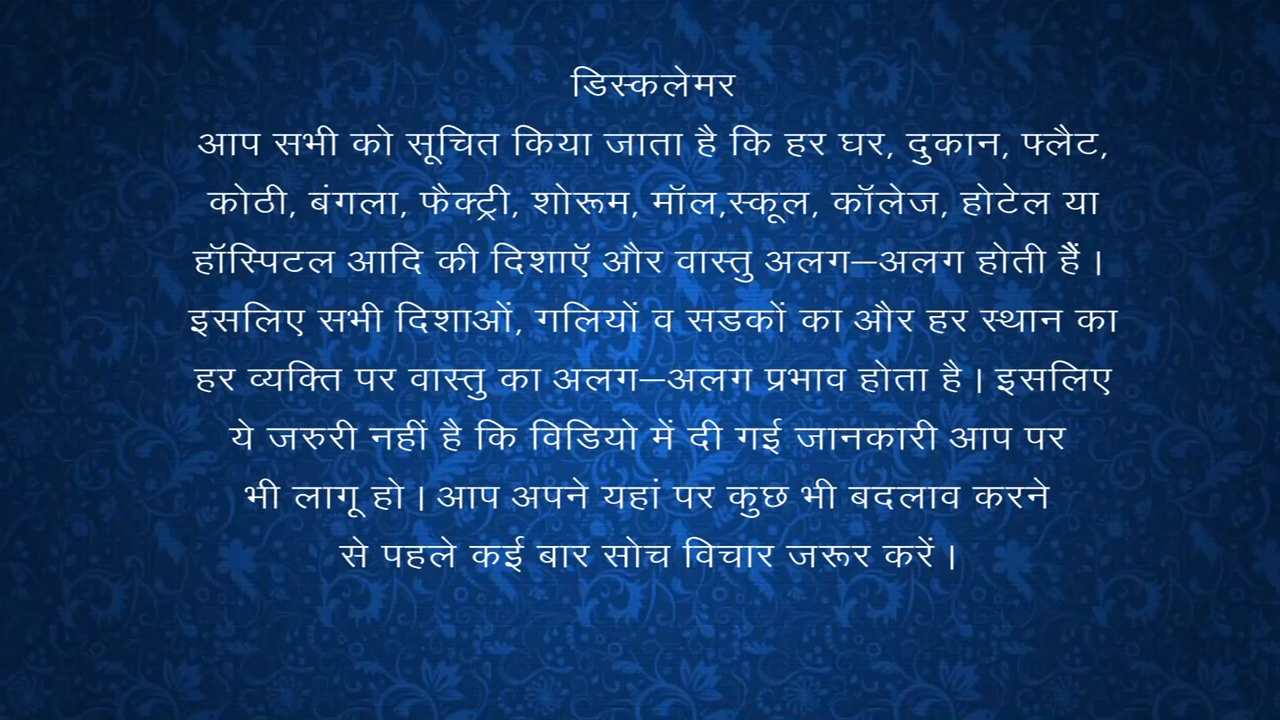 डिस्कलेमर
आप सभी को सूचित किया जाता है कि हर घर, दुकान, फ्लैट,
कोठी, बंगला, फैक्ट्री, शोरूम, मॉल,स्कूल, कॉलेज, होटेल या
हॉस्पिटल आदि की दिशाऍ और वास्तु अलग–अलग होती हैं ।
इसलिए सभी दिशाओं, गलियों व सडकों का और हर स्थान का
हर व्यक्ति पर वास्तु का अलग–अलग प्रभाव होता है । इसलिए
ये जरुरी नहीं है कि विडियो में दी गई जानकारी आप पर
भी लागू हो । आप अपने यहां पर कुछ भी बदलाव करने
से पहले कई बार सोच विचार जरूर करें ।